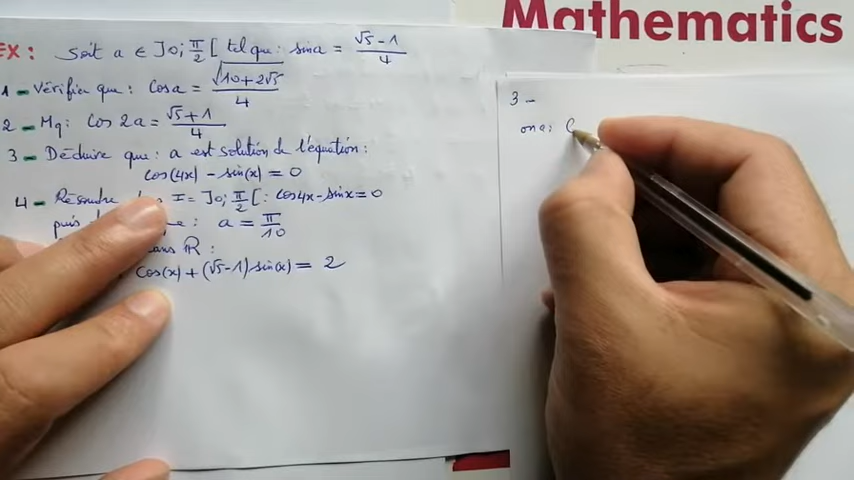 Mathematics
EX : Soit a ∈ ]0; π/2[ tel que: sin a = (√5 - 1)/4
1 - Vérifier que : cos a = √(10 + 2√5)/4
2 - Mq: cos 2a = (√5 + 1)/4
3 - Déduire que : a est solution de l'équation:
cos(4x) - sin(x) = 0
4 - Résoudre I = ]0; π/2[ : cos4x - sinx = 0
puis : a = π/10
dans ℝ :
cos(x) + (√5 - 1) sin(x) = 2
3 -
on a : C